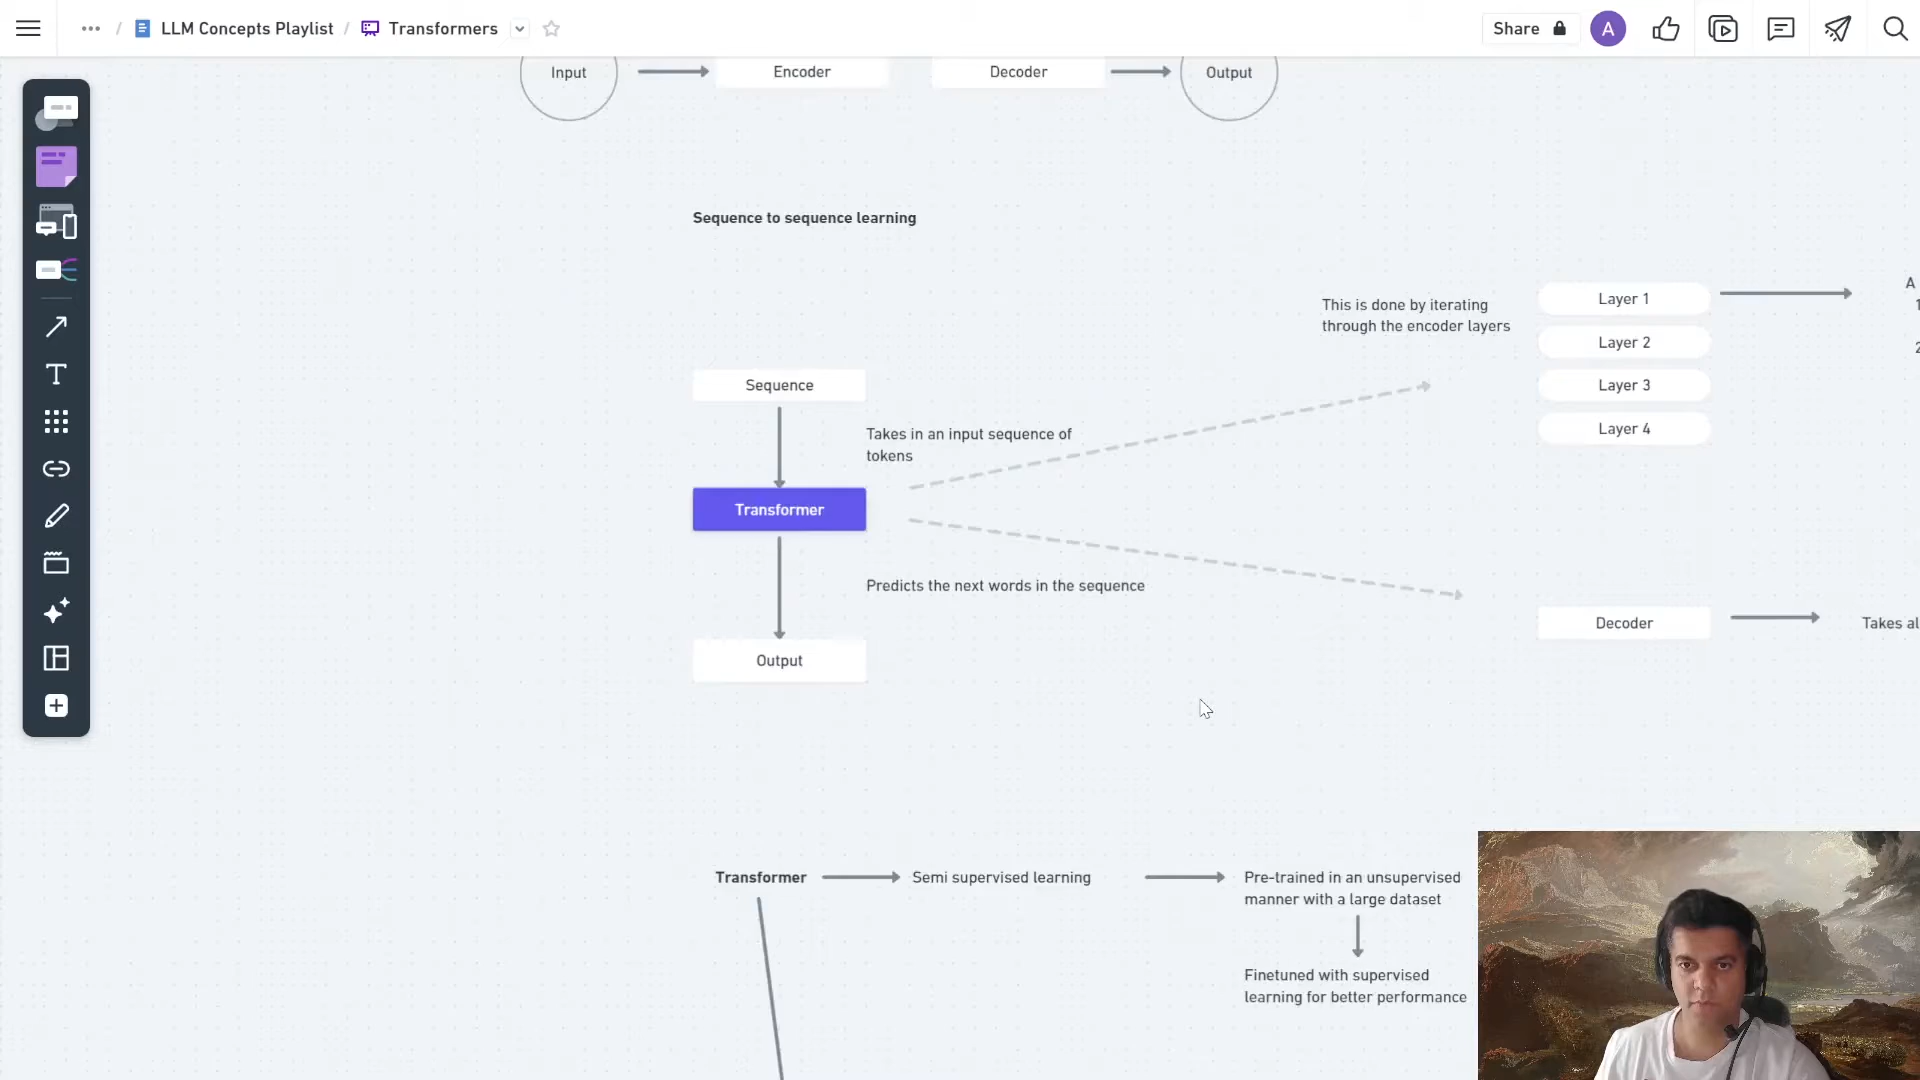 LLM Concepts Playlist / Transformers
Share
A
Input
Encoder
Decoder
Output
Sequence to sequence learning
This is done by iterating
through the encoder layers
Layer 1
Layer 2
Layer 3
Layer 4
A
1
2
Sequence
Takes in an input sequence of
tokens
Transformer
Predicts the next words in the sequence
Output
Decoder
Takes al
Transformer
Semi supervised learning
Pre-trained in an unsupervised
manner with a large dataset
Finetuned with supervised
learning for better performance